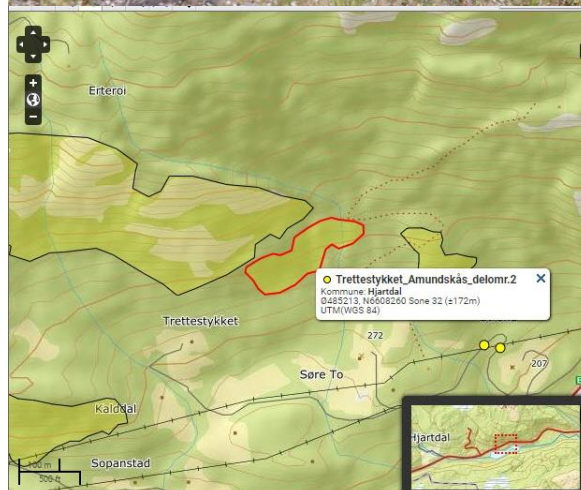 Erteroi
Trettestykket_Amundskås_delomr.2
Kommune: Hjartdal
Ø485213, N6608260 Sone 32 (±172m)
UTM(WGS 84)
Trettestykket
272
Søre To
207
Kalddal
Hjartdal
Sopanstad
100 m
500 ft